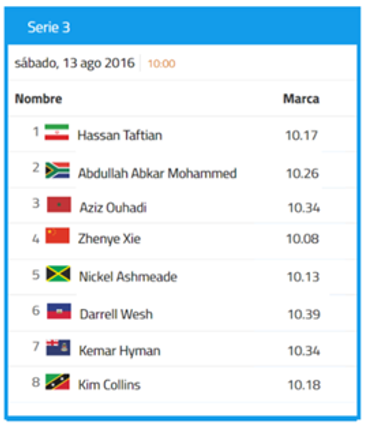 Serie 3
sábado, 13 ago 2016 10:00
Nombre Marca
1 Hassan Taftian 10.17
2 Abdullah Abkar Mohammed 10.26
3 Aziz Ouhadi 10.34
4 Zhenye Xie 10.08
5 Nickel Ashmeade 10.13
6 Darrell Wesh 10.39
7 Kemar Hyman 10.34
8 Kim Collins 10.18